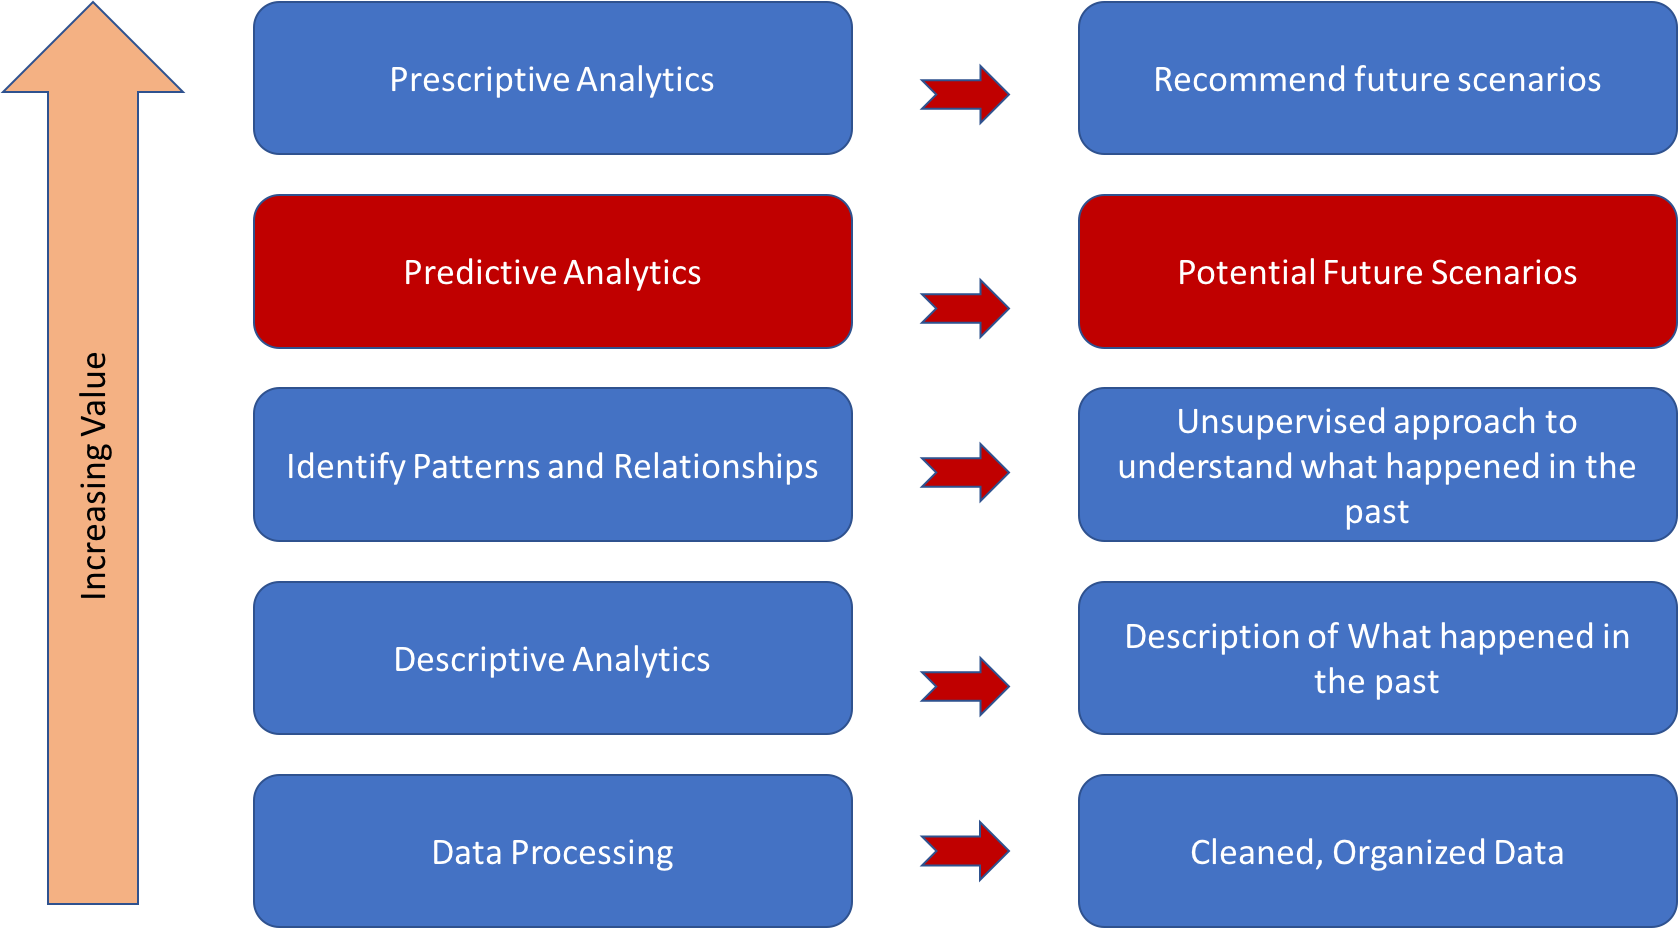 Prescriptive Analytics
Recommend future scenarios
Predictive Analytics
Potential Future Scenarios
Identify Patterns and Relationships
Unsupervised approach to
understand what happened in the
past
Descriptive Analytics
Description of What happened in
the past
Data Processing
Cleaned, Organized Data
Increasing Value